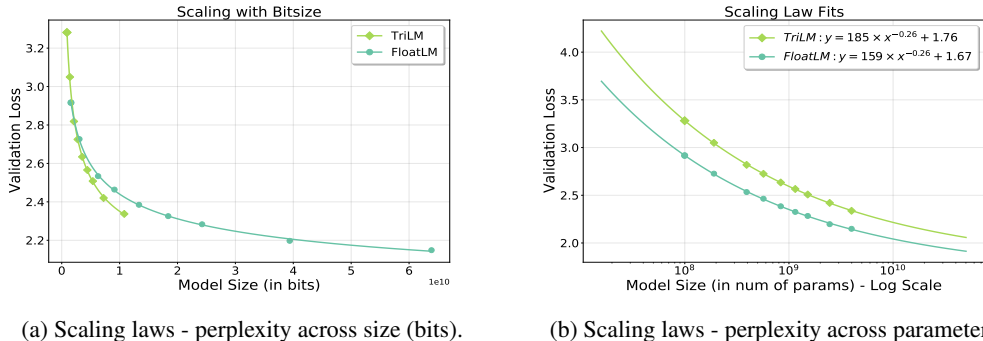 Scaling with Bitsize
TriLM
FloatLM
3.2
3.0
2.8
2.6
2.4
2.2
Validation Loss
0
1
2
3
4
5
6
1e10
Model Size (in bits)
(a) Scaling laws - perplexity across size (bits).
Scaling Law Fits
TriLM : y = 185 × x^−0.26 + 1.76
FloatLM : y = 159 × x^−0.26 + 1.67
4.0
3.5
3.0
2.5
2.0
Validation Loss
10^8
10^9
10^10
Model Size (in num of params) - Log Scale
(b) Scaling laws - perplexity across parameter